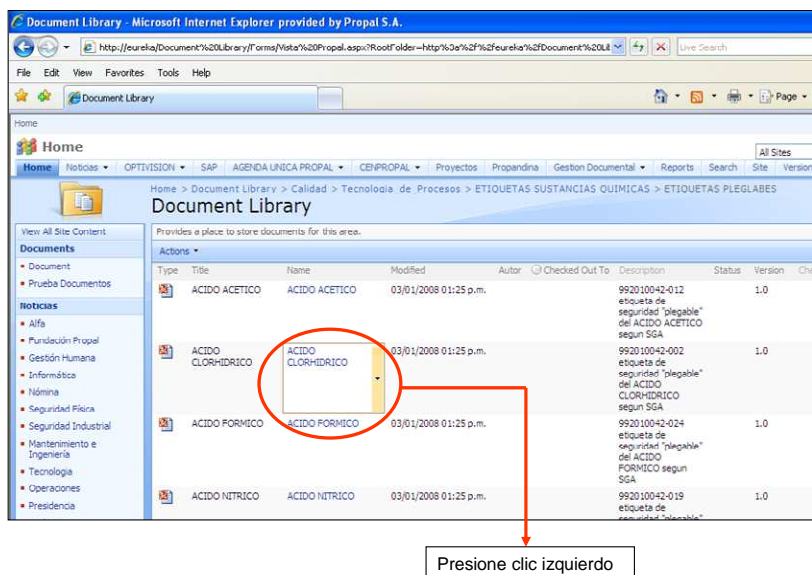 Document Library - Microsoft Internet Explorer provided by Propal S.A.
http://eureka/Document%20Library/Forms/Vista%20Propal.aspx?RootFolder=http%3a%2f%2feureka%2fDocument%20Li
Live Search
File Edit View Favorites Tools Help
Document Library
Page
Home
Home
All Sites
Home Noticias OPTIVISION SAP AGENDA UNICA PROPAL CENPROPAL Proyectos Propandina Gestion Documental Reports Search Site Version
Home > Document Library > Calidad > Tecnologia de Procesos > ETIQUETAS SUSTANCIAS QUIMICAS > ETIQUETAS PLEGLABES
Document Library
View All Site Content
Provides a place to store documents for this area.
Documents
Actions
Document
Type Title Name Modified Autor Checked Out To Description Status Version
Prueba Documentos
ACIDO ACETICO ACIDO ACETICO 03/01/2008 01:25 p.m. 992010042-012 1.0
etiqueta de
seguridad "plegable"
del ACIDO ACETICO
segun SGA
Noticias
Alfa
Fundación Propal
Gestión Humana
Informática
Nómina
Seguridad Física
Seguridad Industrial
Mantenimiento e
Ingeniería
Tecnologia
Operaciones
Presidencia
ACIDO ACIDO 03/01/2008 01:25 p.m. 992010042-002 1.0
CLORHIDRICO CLORHIDRICO etiqueta de
seguridad "plegable"
del ACIDO
CLORHIDRICO
segun SGA
ACIDO FORMICO ACIDO FORMICO 03/01/2008 01:25 p.m. 992010042-024 1.0
etiqueta de
seguridad "plegable"
del ACIDO
FORMICO segun
SGA
ACIDO NITRICO ACIDO NITRICO 03/01/2008 01:25 p.m. 992010042-019 1.0
etiqueta de
seguridad "plegable"
Presione clic izquierdo